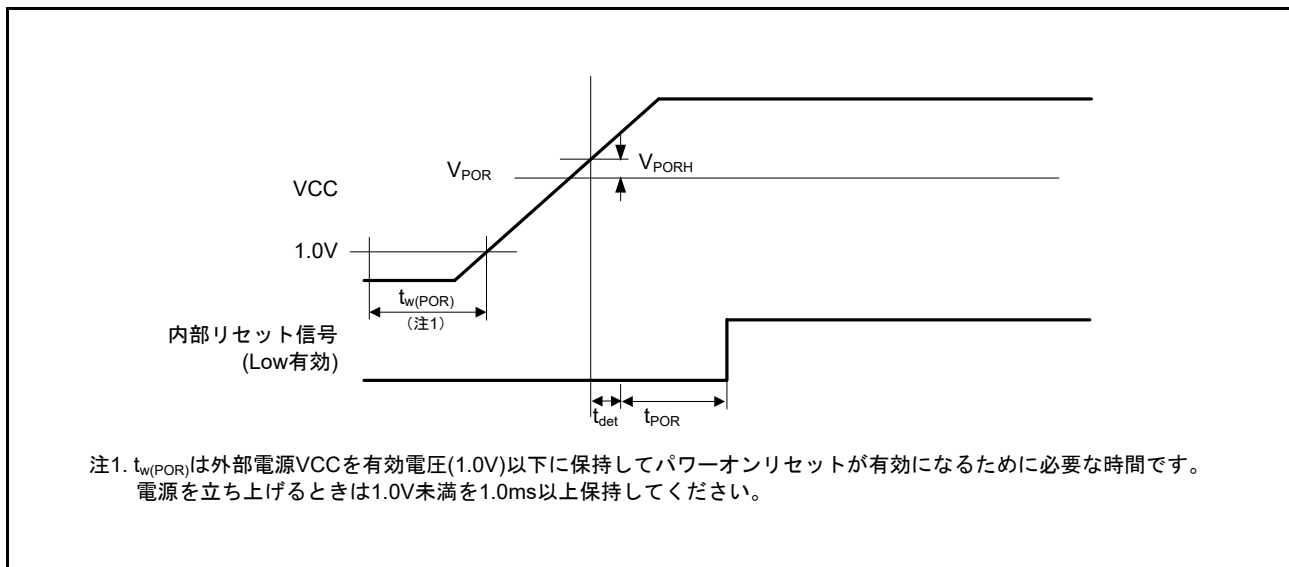 VPOR
VPORH
VCC
1.0V
tw(POR)
（注1）
内部リセット信号
(Low有効)
tdet
tPOR
注1. tw(POR)は外部電源VCCを有効電圧(1.0V)以下に保持してパワーオンリセットが有効になるために必要な時間です。
電源を立ち上げるときは1.0V未満を1.0ms以上保持してください。